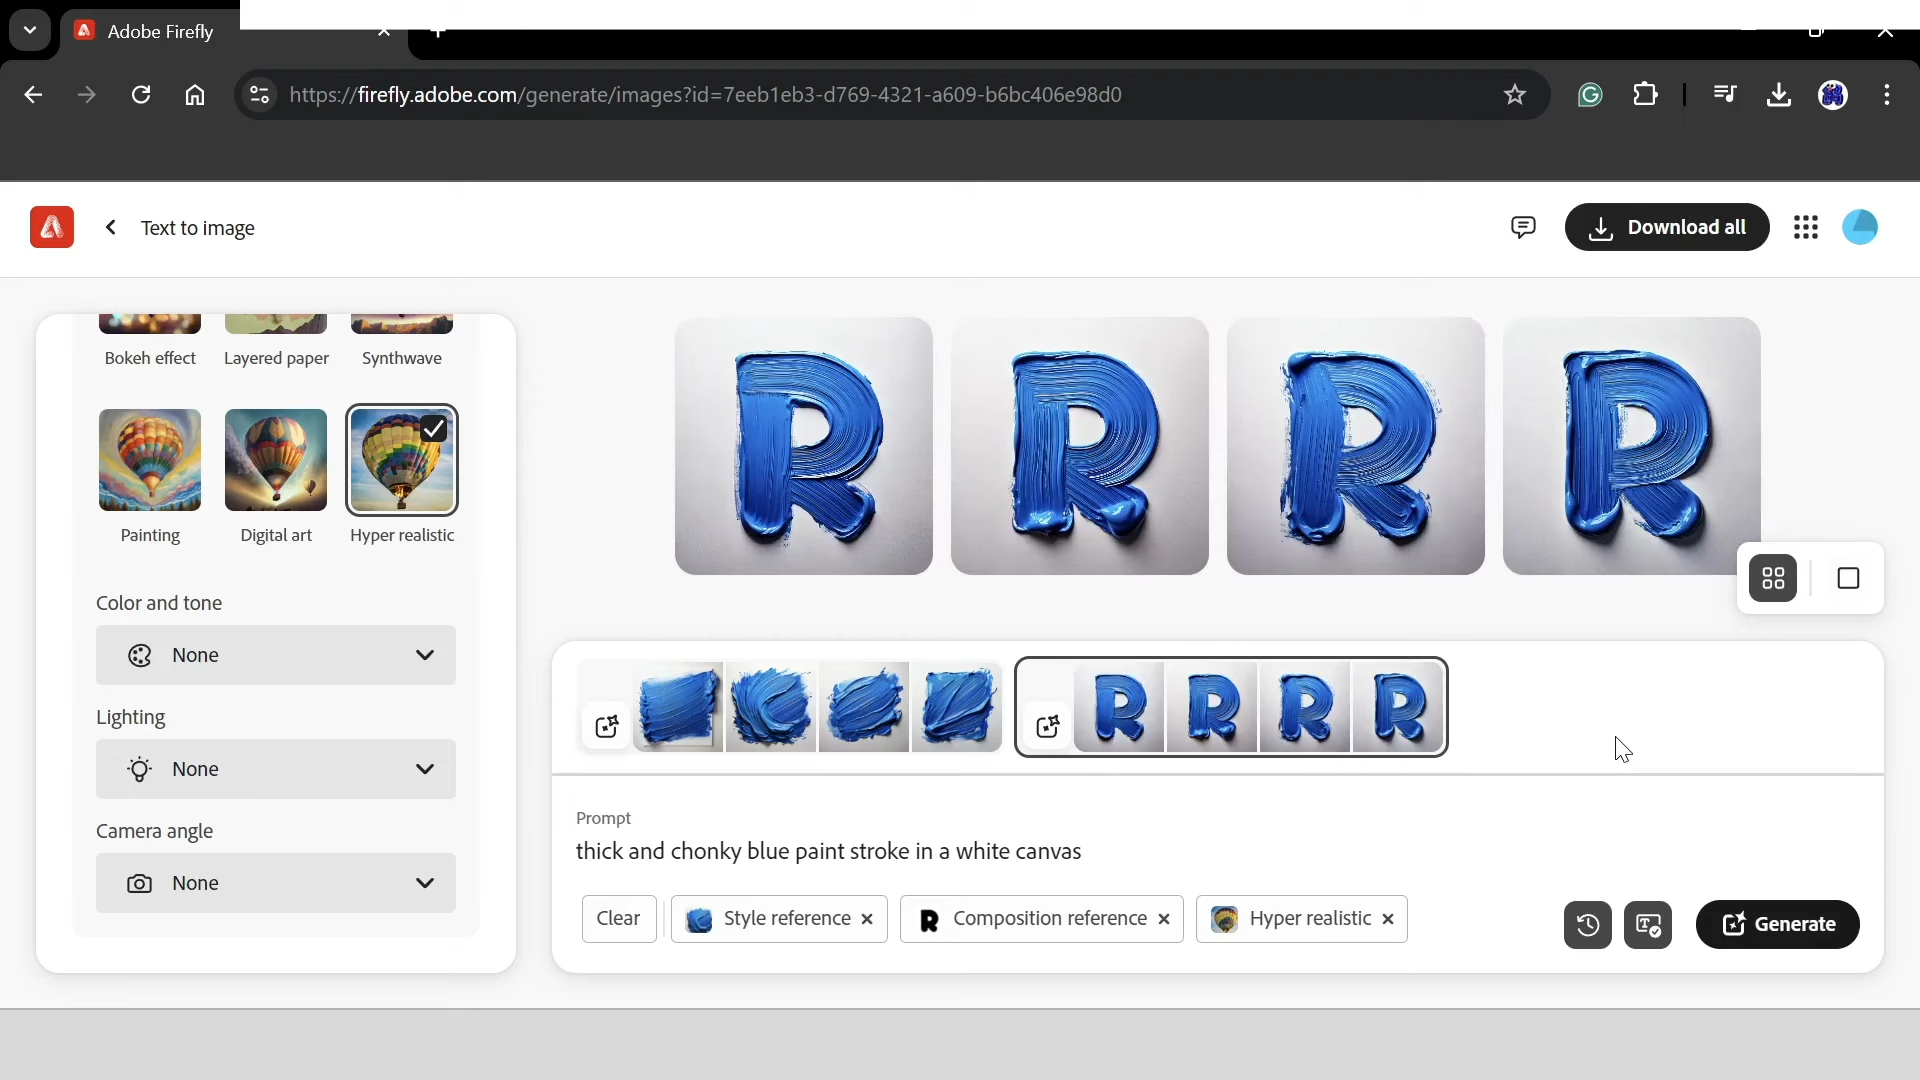 Adobe Firefly
https://firefly.adobe.com/generate/images?id=7eeb1eb3-d769-4321-a609-b6bc406e98d0
Text to image
Download all
Bokeh effect
Layered paper
Synthwave
Painting
Digital art
Hyper realistic
Color and tone
None
Lighting
None
Camera angle
None
R
R
R
R
R
R
R
R
Prompt
thick and chonky blue paint stroke in a white canvas
Clear
Style reference
R
Composition reference
Hyper realistic
Generate